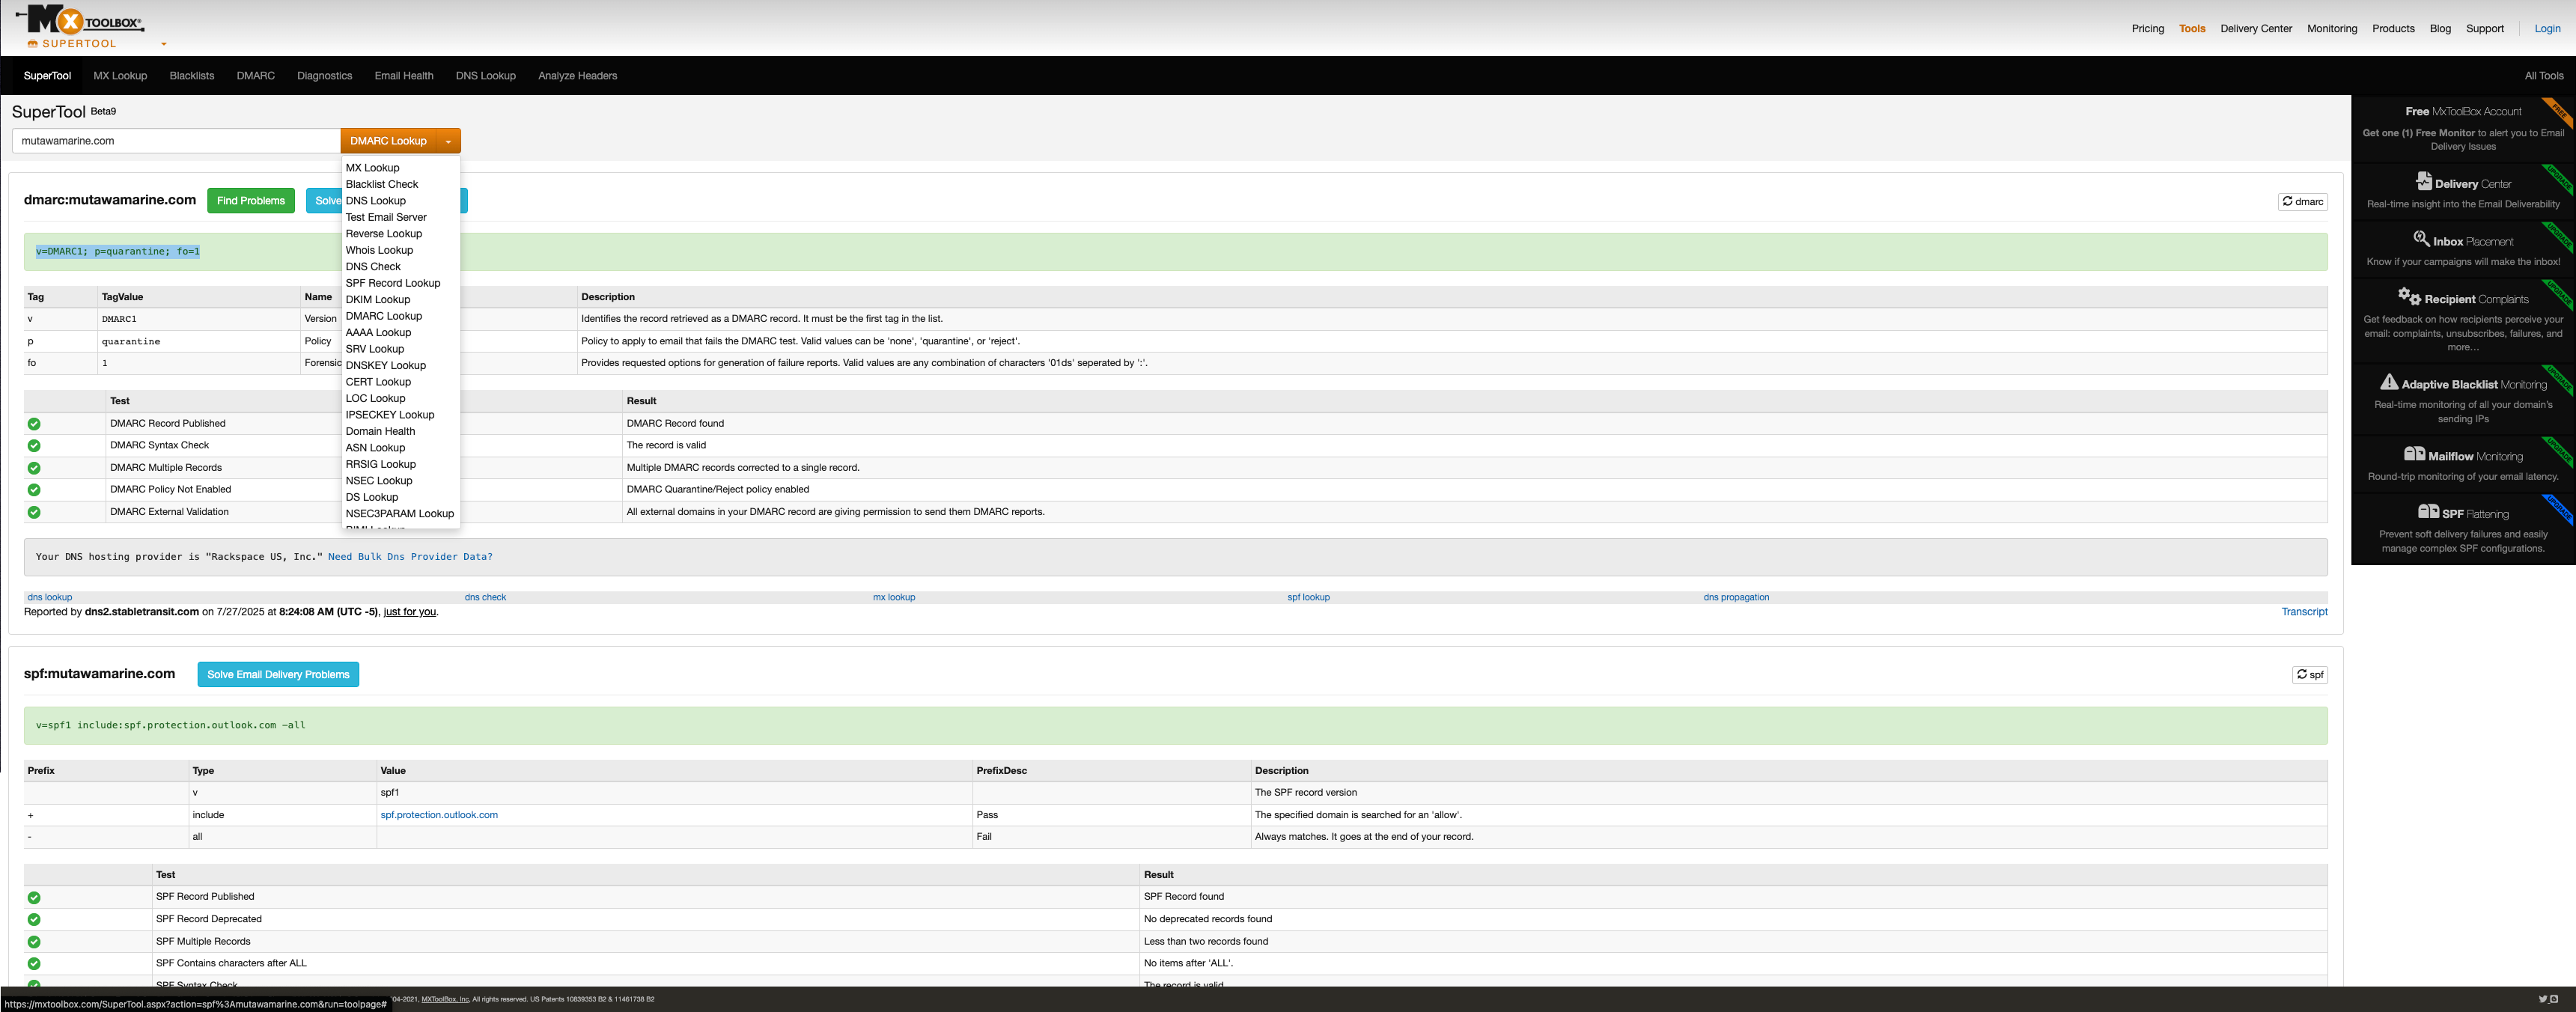 Mx TOOLBOX®
SUPERTOOL
Pricing Tools Delivery Center Monitoring Products Blog Support Login
SuperTool MX Lookup Blacklists DMARC Diagnostics Email Health DNS Lookup Analyze Headers All Tools
SuperTool Beta9
mutawamarine.com DMARC Lookup
MX Lookup
Blacklist Check
DNS Lookup
Test Email Server
Reverse Lookup
Whois Lookup
DNS Check
SPF Record Lookup
DKIM Lookup
DMARC Lookup
AAAA Lookup
SRV Lookup
DNSKEY Lookup
CERT Lookup
LOC Lookup
IPSECKEY Lookup
Domain Health
ASN Lookup
RRSIG Lookup
NSEC Lookup
DS Lookup
NSEC3PARAM Lookup
BIMI Lookup
dmarc:mutawamarine.com Find Problems Solve dmarc
v=DMARC1; p=quarantine; fo=1
Tag TagValue Name Description
v DMARC1 Version Identifies the record retrieved as a DMARC record. It must be the first tag in the list.
p quarantine Policy Policy to apply to email that fails the DMARC test. Valid values can be 'none', 'quarantine', or 'reject'.
fo 1 Forensic Provides requested options for generation of failure reports. Valid values are any combination of characters '01ds' seperated by ':'.
Test Result
DMARC Record Published DMARC Record found
DMARC Syntax Check The record is valid
DMARC Multiple Records Multiple DMARC records corrected to a single record.
DMARC Policy Not Enabled DMARC Quarantine/Reject policy enabled
DMARC External Validation All external domains in your DMARC record are giving permission to send them DMARC reports.
Your DNS hosting provider is "Rackspace US, Inc." Need Bulk Dns Provider Data?
dns lookup dns check mx lookup spf lookup dns propagation
Reported by dns2.stabletransit.com on 7/27/2025 at 8:24:08 AM (UTC -5), just for you. Transcript
spf:mutawamarine.com Solve Email Delivery Problems spf
v=spf1 include:spf.protection.outlook.com -all
Prefix Type Value PrefixDesc Description
v spf1 The SPF record version
+ include spf.protection.outlook.com Pass The specified domain is searched for an 'allow'.
- all Fail Always matches. It goes at the end of your record.
Test Result
SPF Record Published SPF Record found
SPF Record Deprecated No deprecated records found
SPF Multiple Records Less than two records found
SPF Contains characters after ALL No items after 'ALL'.
SPF Syntax Check The record is valid
https://mxtoolbox.com/SuperTool.aspx?action=spf%3Amutawamarine.com&run=toolpage# 04-2021, MXToolBox, Inc, All rights reserved. US Patents 10839353 B2 & 11461738 B2
FREE
Free MxToolBox Account
Get one (1) Free Monitor to alert you to Email
Delivery Issues
UPGRADE
Delivery Center
Real-time insight into the Email Deliverability
UPGRADE
Inbox Placement
Know if your campaigns will make the inbox!
UPGRADE
Recipient Complaints
Get feedback on how recipients perceive your
email: complaints, unsubscribes, failures, and
more...
UPGRADE
Adaptive Blacklist Monitoring
Real-time monitoring of all your domain's
sending IPs
UPGRADE
Mailflow Monitoring
Round-trip monitoring of your email latency.
UPGRADE
SPF Flattening
Prevent soft delivery failures and easily
manage complex SPF configurations.